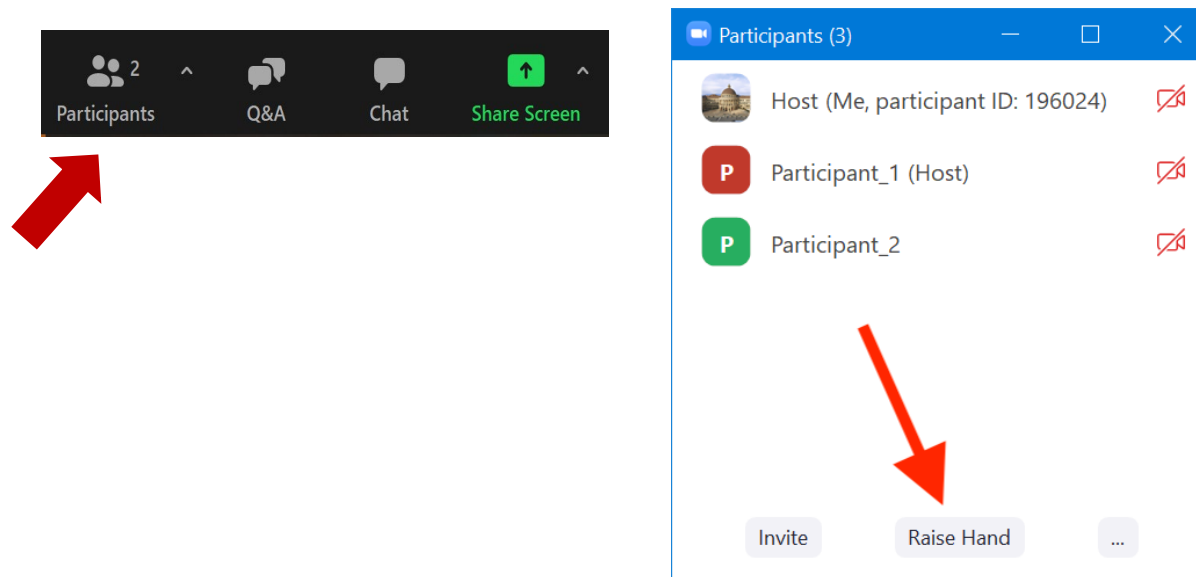 2
Participants
Q&A
Chat
Share Screen
Participants (3)
Host (Me, participant ID: 196024)
P
Participant_1 (Host)
P
Participant_2
Invite
Raise Hand
...